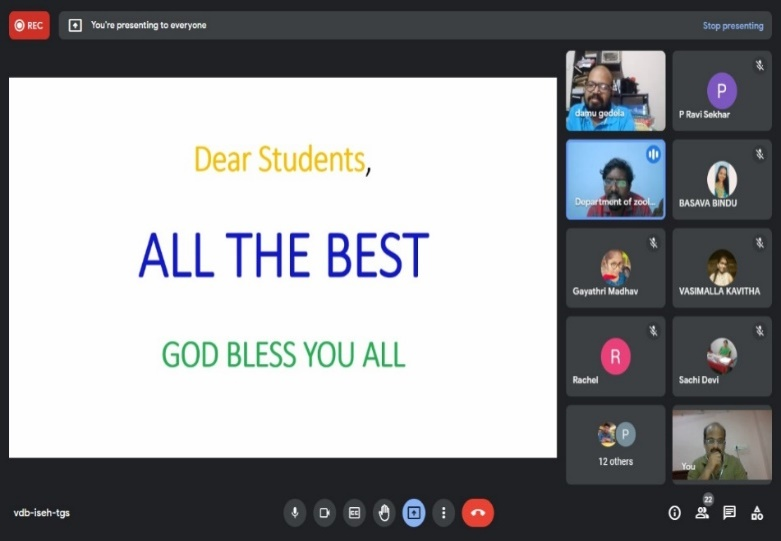 REC
You're presenting to everyone
Stop presenting
Dear Students,
ALL THE BEST
GOD BLESS YOU ALL
damu gedela
P
P Ravi Sekhar
Department of zool...
BASAVA BINDU
Gayathri Madhav
VASIMALLA KAVITHA
R
Rachel
Sachi Devi
P
12 others
You
vdb-iseh-tgs
CC
22